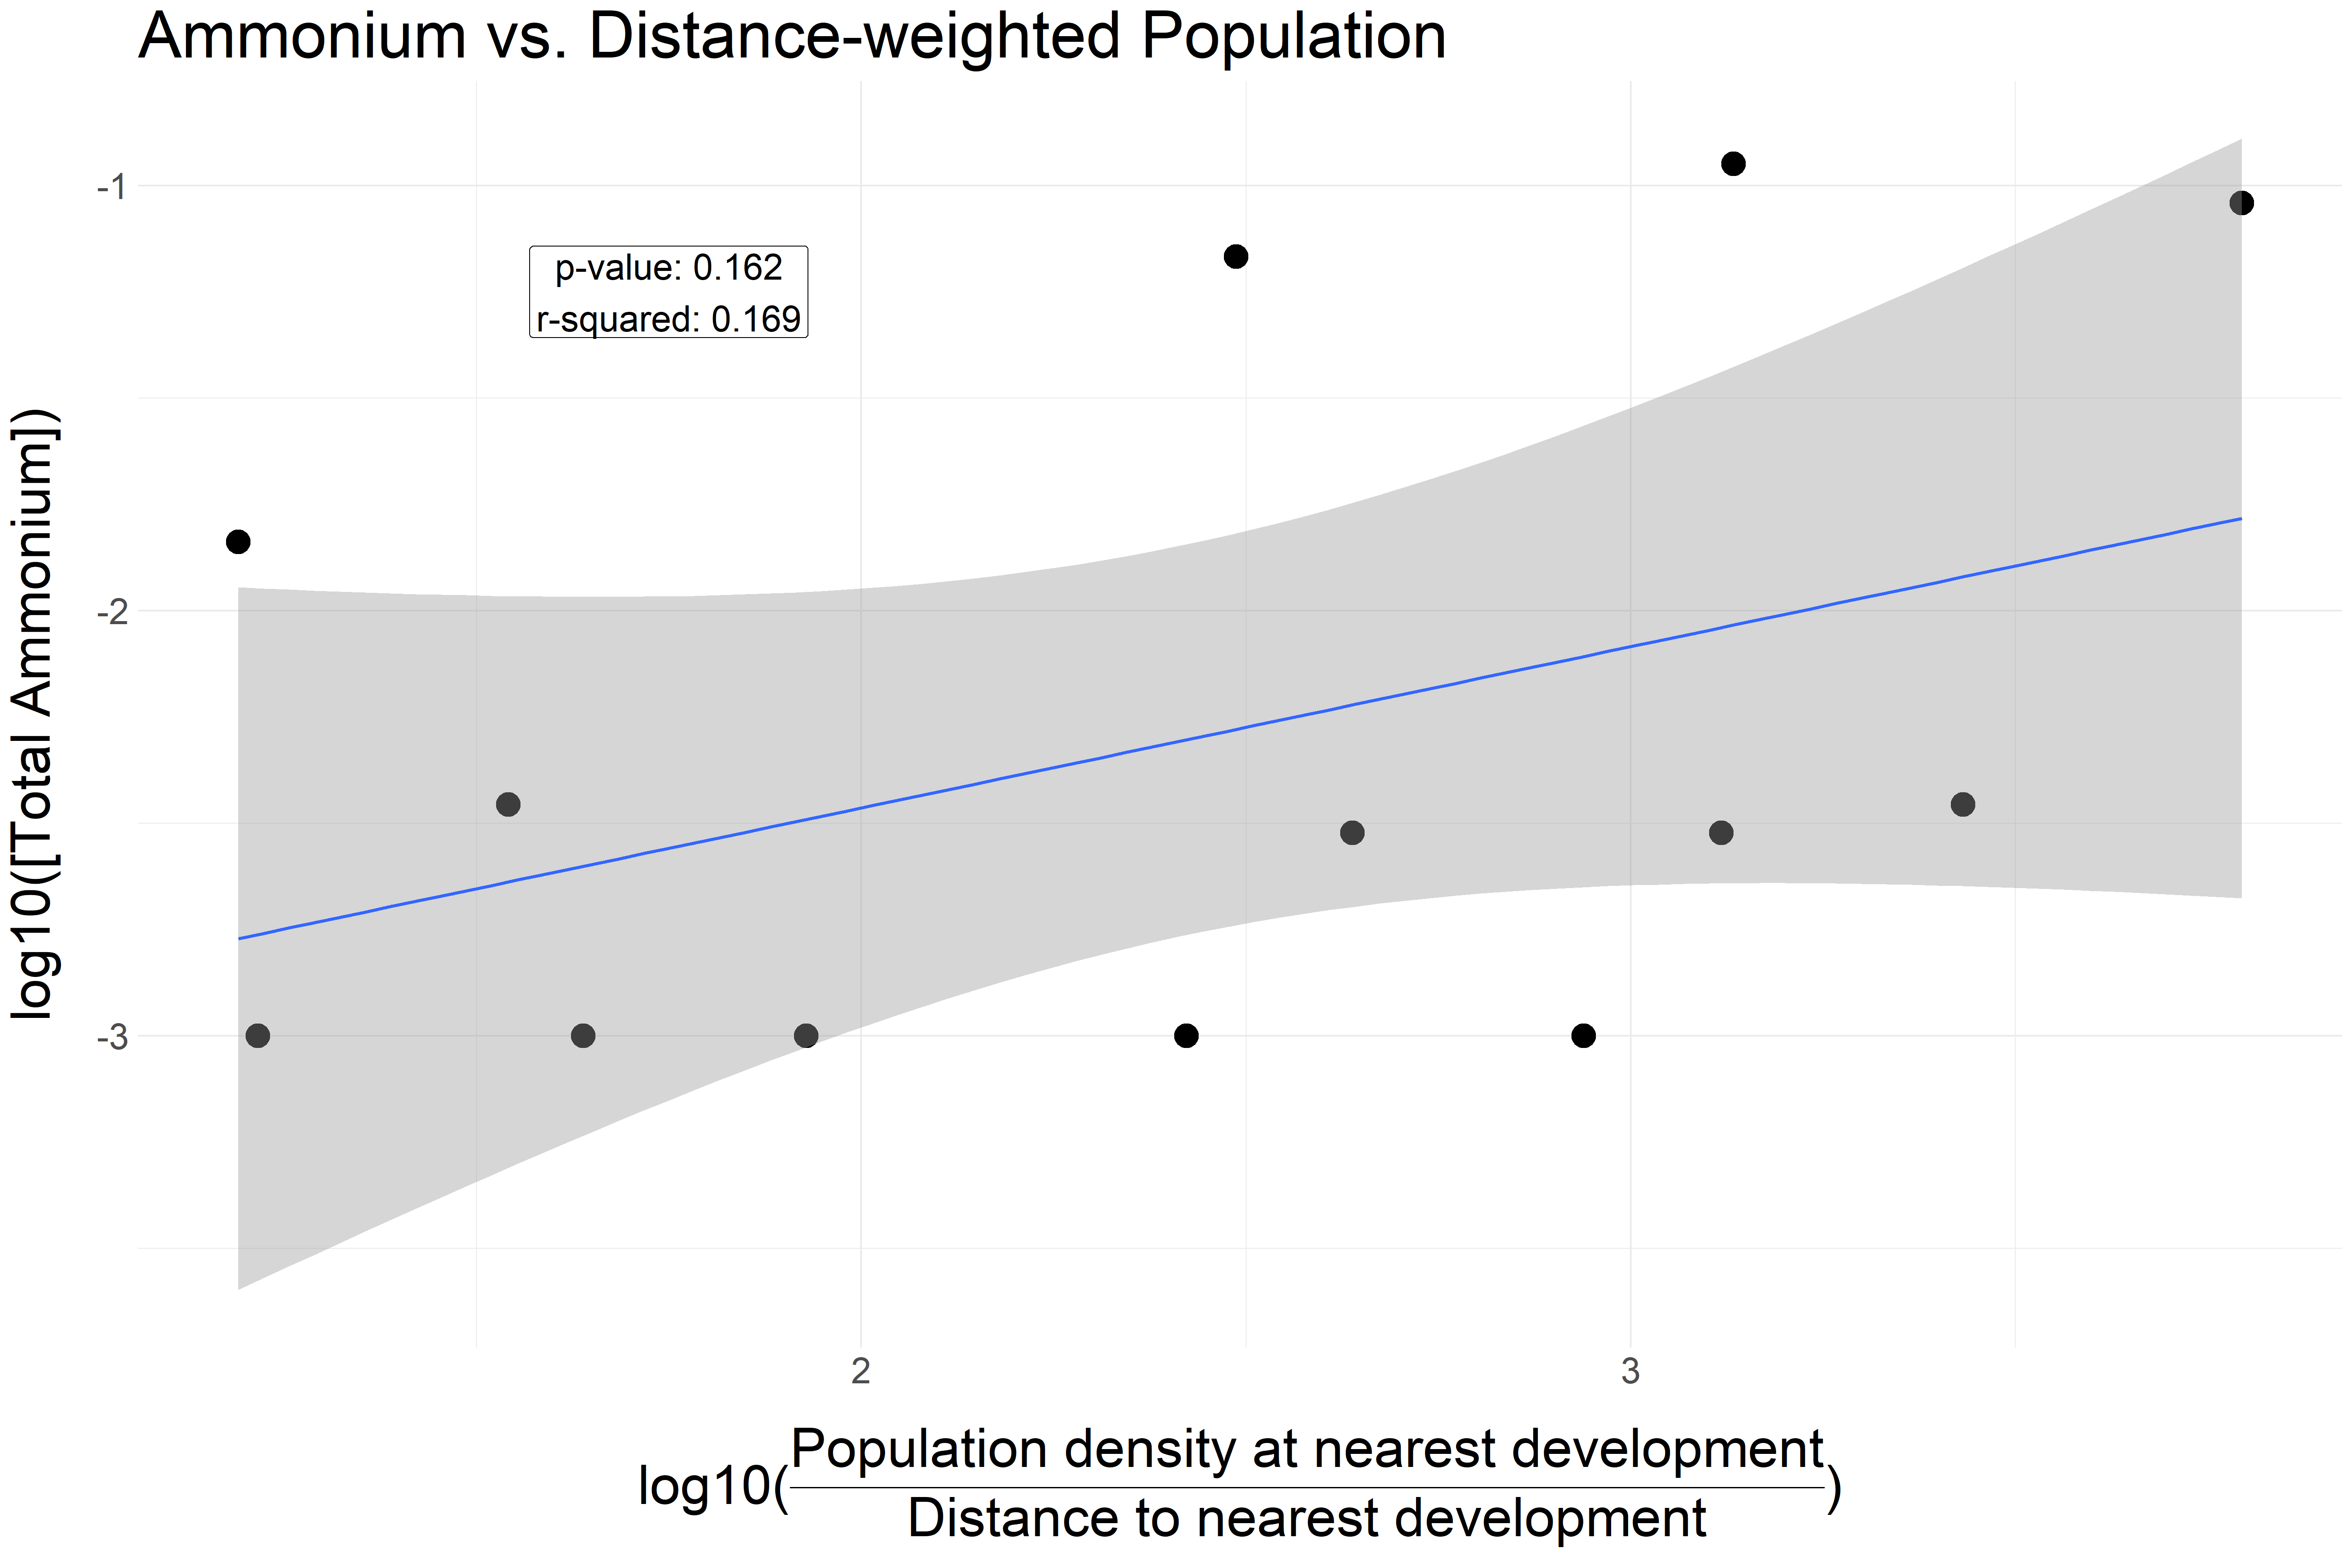 Ammonium vs. Distance-weighted Population
log10([Total Ammonium])
-1
-2
-3
p-value: 0.162
r-squared: 0.169
2
3
log10(Population density at nearest development
Distance to nearest development)